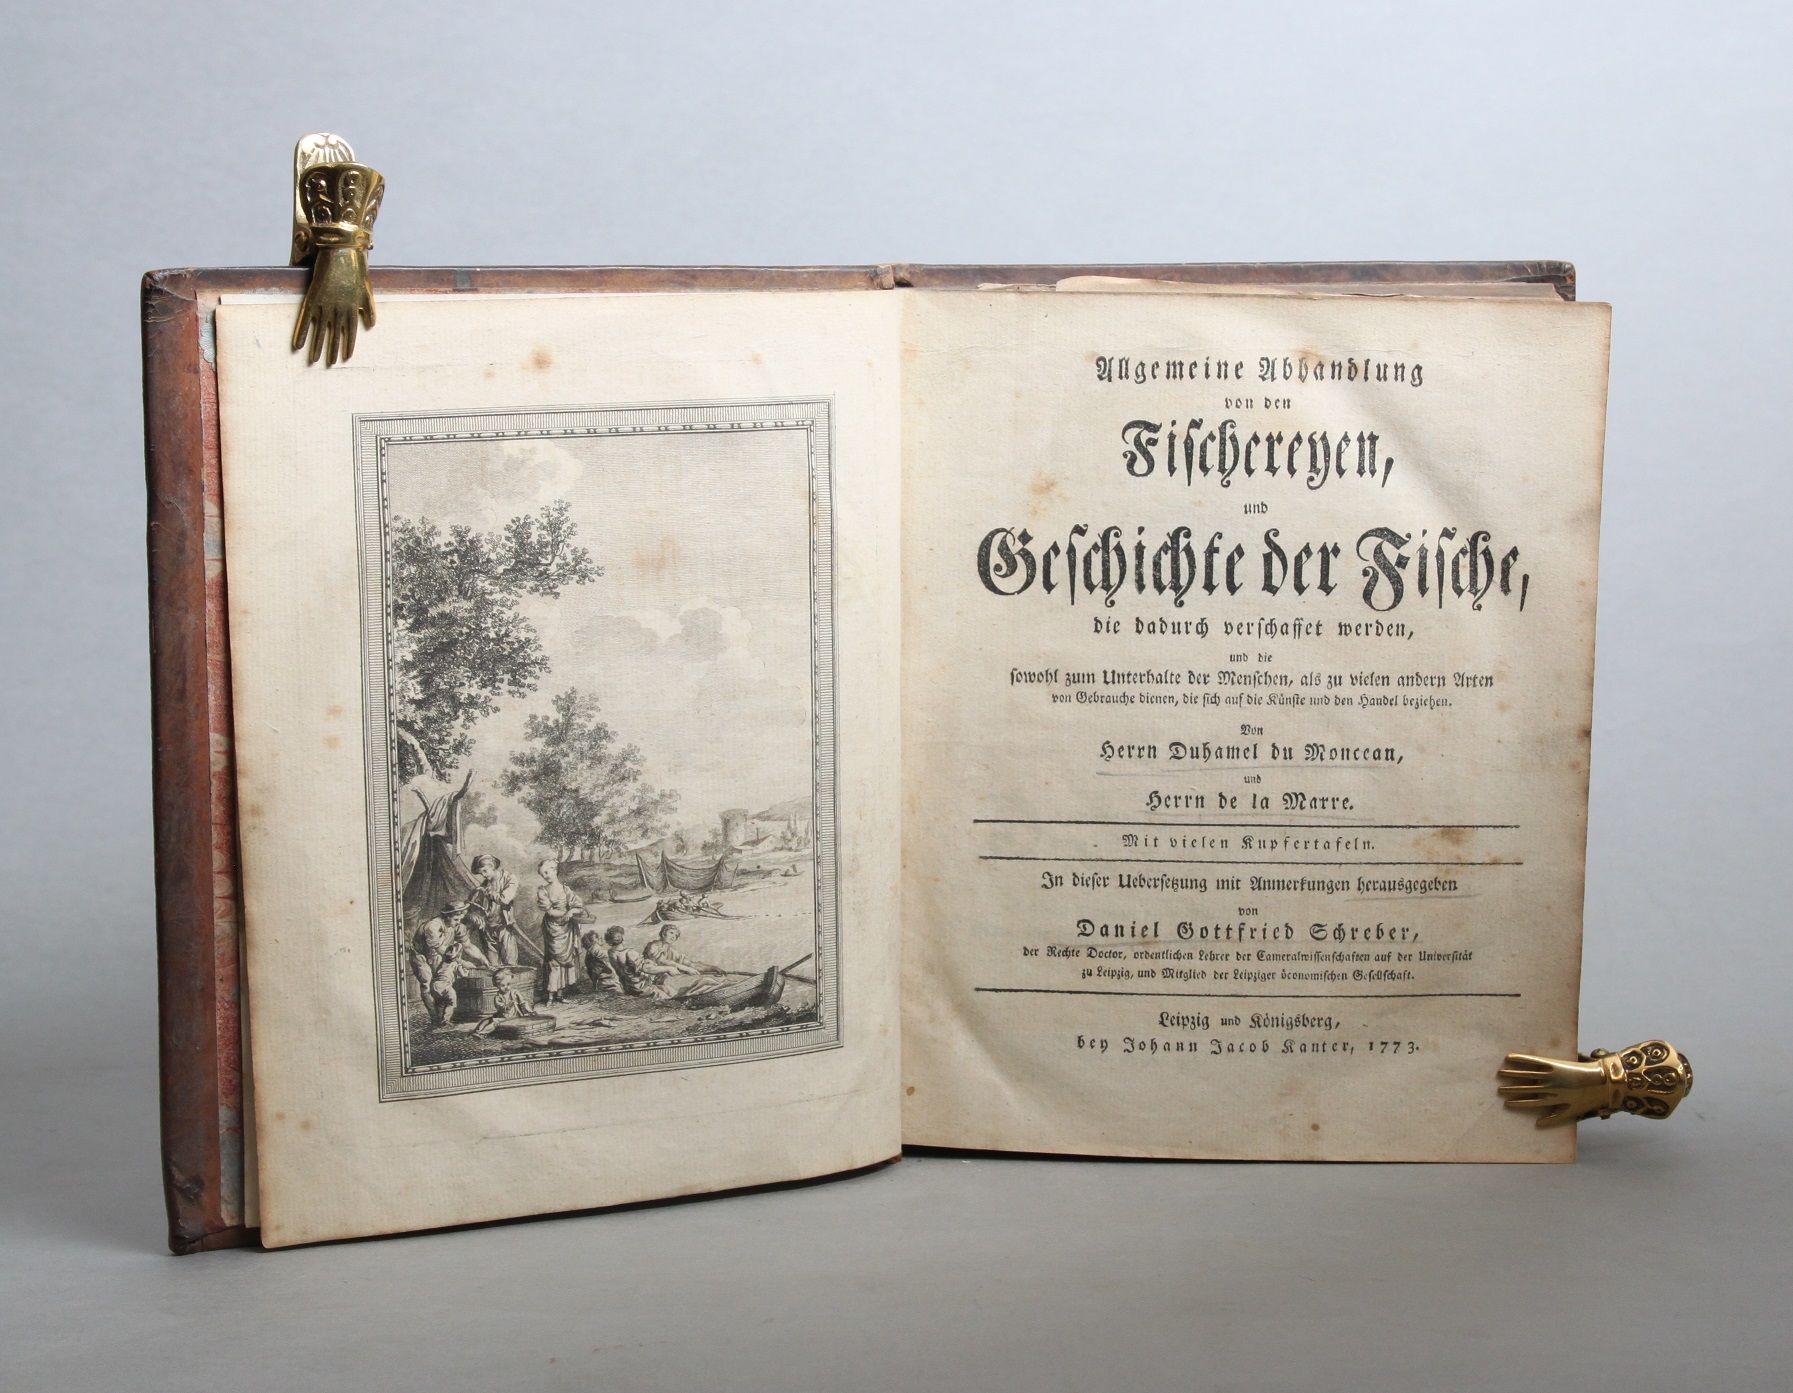 Allgemeine Abhandlung
von den
Fiſchereyen,
und
Geſchichte der Fiſche,
die dadurch verſchaffet werden,
und die
ſowohl zum Unterhalte der Menſchen, als zu vielen andern Arten
von Gebrauche dienen, die ſich auf die Künſte und den Handel beziehen.
Von
Herrn Duhamel du Monceau,
und
Herrn de la Marre.
Mit vielen Kupfertafeln.
In dieſer Ueberſetzung mit Anmerkungen herausgegeben
von
Daniel Gottfried Schreber,
der Rechte Doctor, ordentlichen Lehrer der Cameralwiſſenſchaften auf der Univerſität
zu Leipzig, und Mitglied der Leipziger öconomiſchen Geſellſchaft.
Leipzig und Königsberg,
bey Johann Jacob Kanter, 1773.